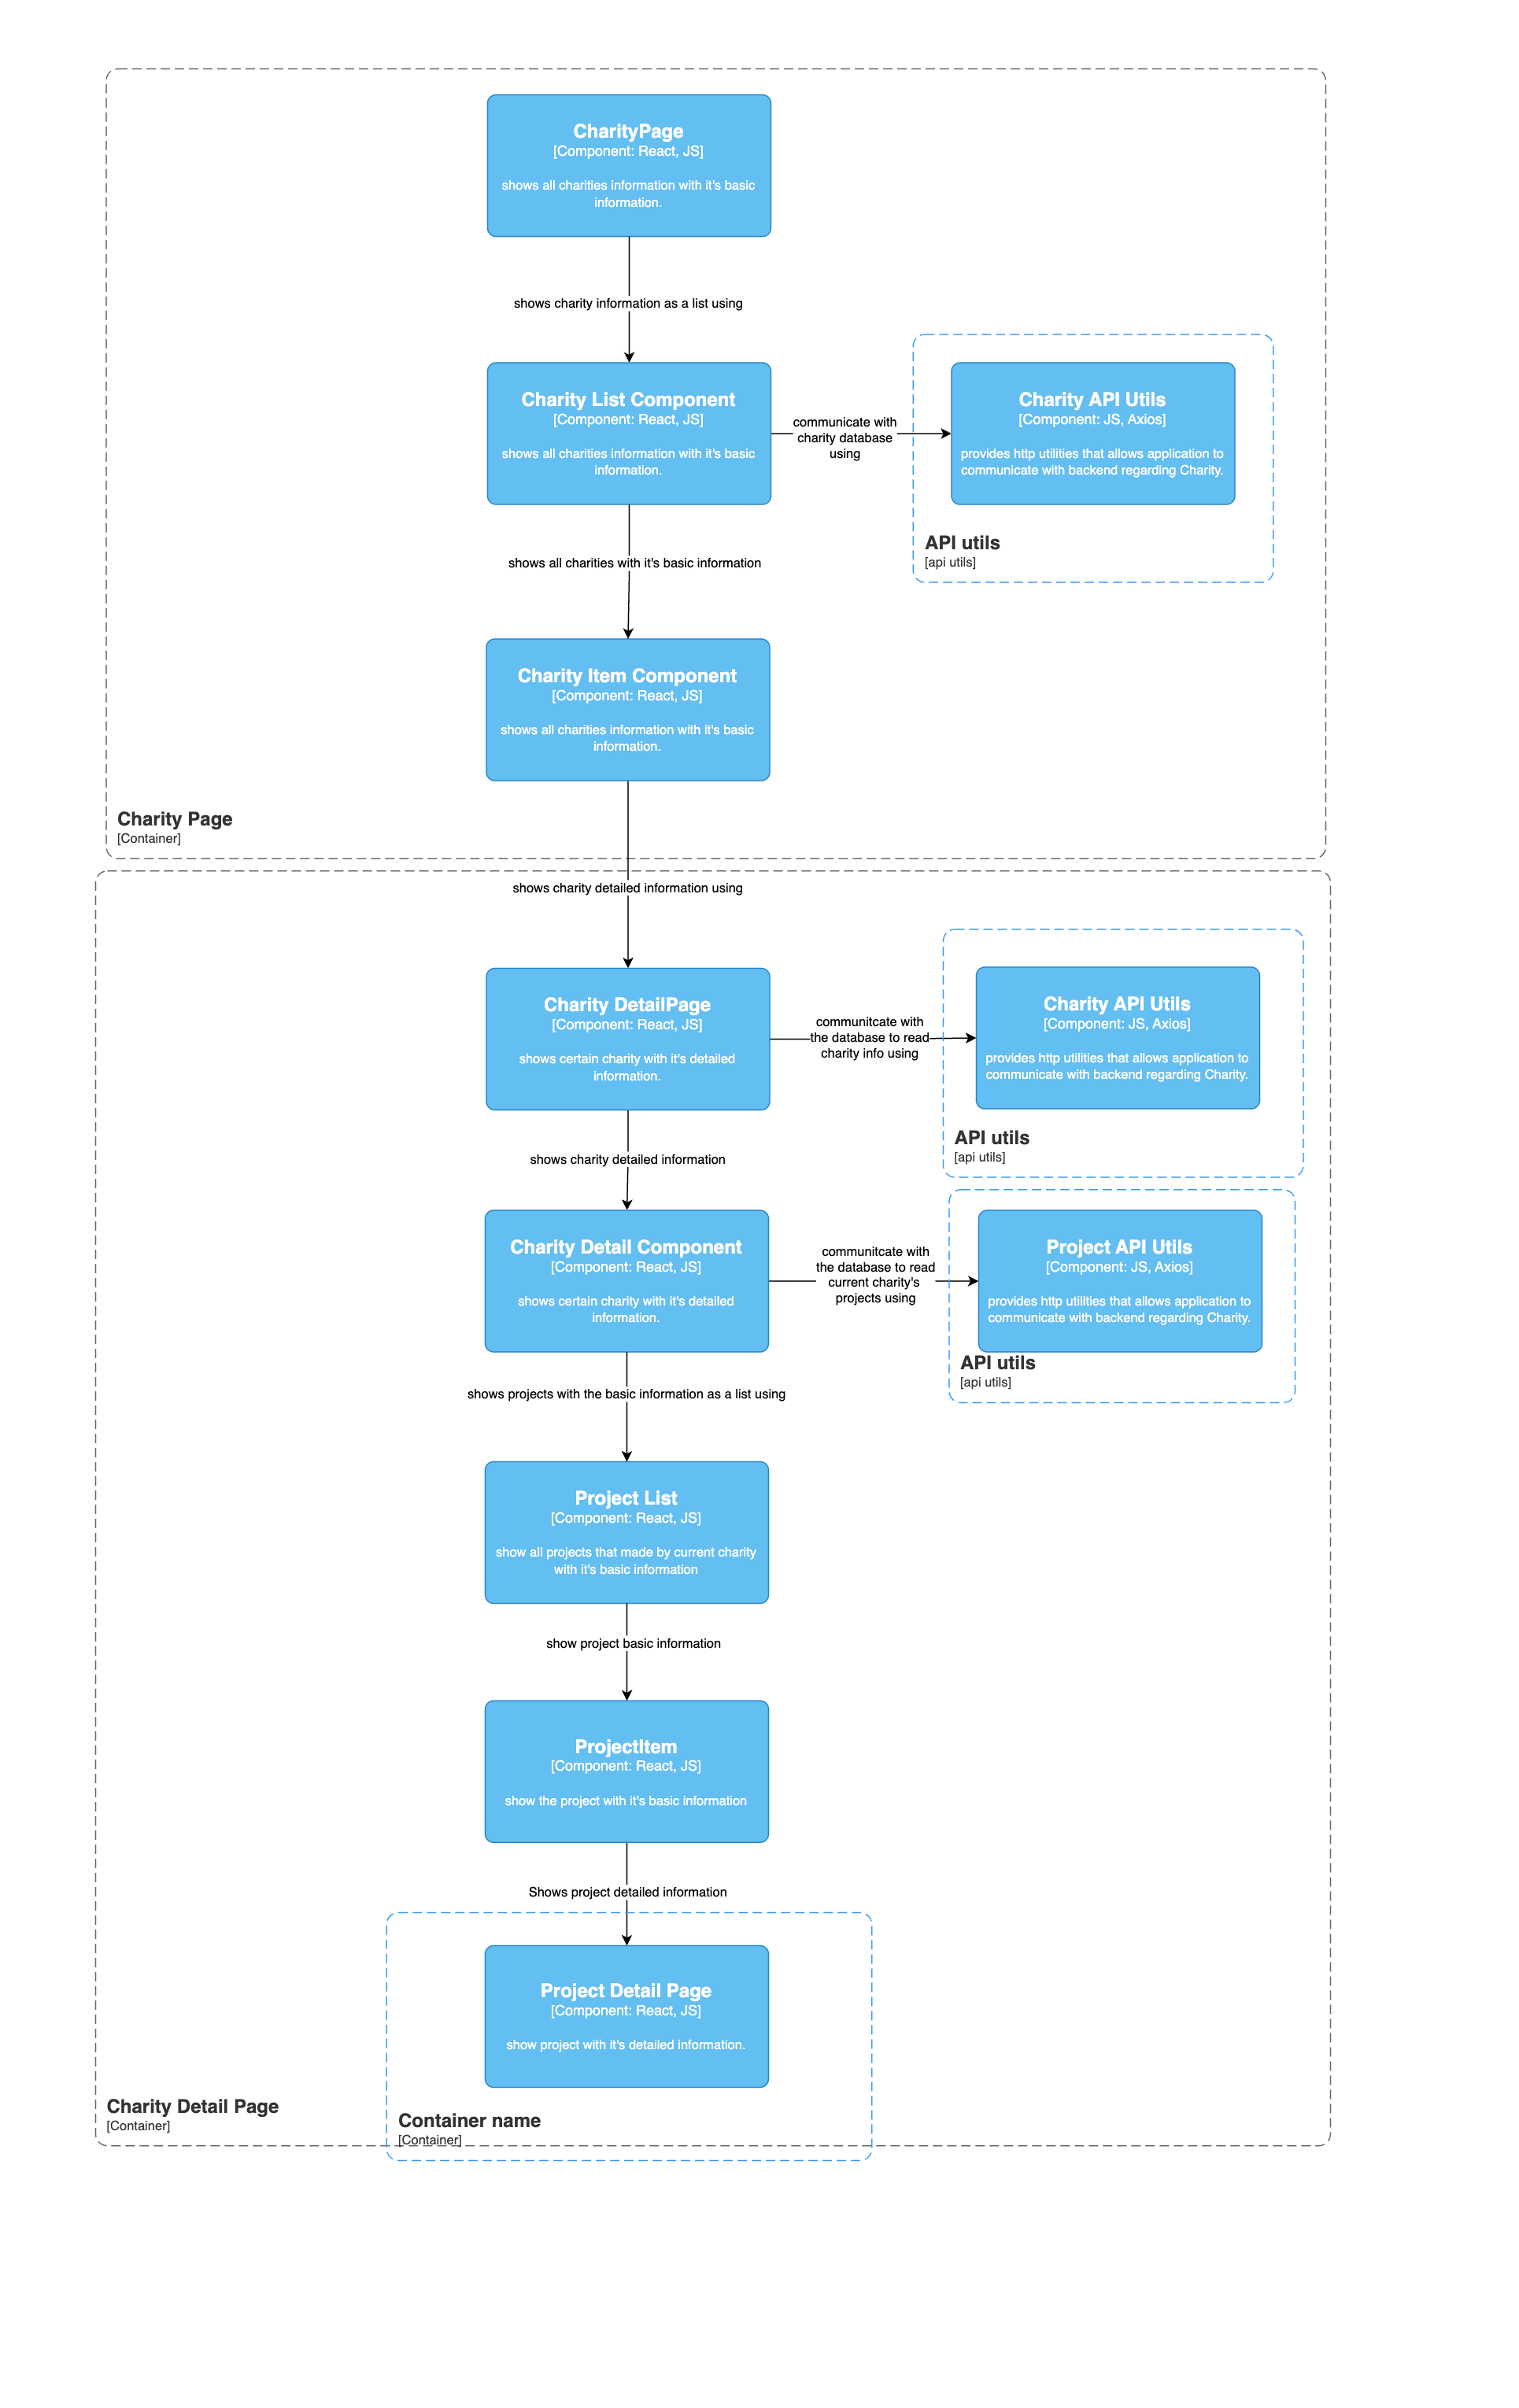 CharityPage
[Component: React, JS]
shows all charities information with it's basic
information.
shows charity information as a list using
Charity List Component
[Component: React, JS]
shows all charities information with it's basic
information.
communicate with
charity database
using
Charity API Utils
[Component: JS, Axios]
provides http utilities that allows application to
communicate with backend regarding Charity.
API utils
[api utils]
shows all charities with it's basic information
Charity Item Component
[Component: React, JS]
shows all charities information with it's basic
information.
Charity Page
[Container]
shows charity detailed information using
Charity DetailPage
[Component: React, JS]
shows certain charity with it's detailed
information.
communitcate with
the database to read
charity info using
Charity API Utils
[Component: JS, Axios]
provides http utilities that allows application to
communicate with backend regarding Charity.
API utils
[api utils]
shows charity detailed information
Charity Detail Component
[Component: React, JS]
shows certain charity with it's detailed
information.
communitcate with
the database to read
current charity's
projects using
Project API Utils
[Component: JS, Axios]
provides http utilities that allows application to
communicate with backend regarding Charity.
API utils
[api utils]
shows projects with the basic information as a list using
Project List
[Component: React, JS]
show all projects that made by current charity
with it's basic information
show project basic information
ProjectItem
[Component: React, JS]
show the project with it's basic information
Shows project detailed information
Project Detail Page
[Component: React, JS]
show project with it's detailed information.
Charity Detail Page
[Container]
Container name
[Container]